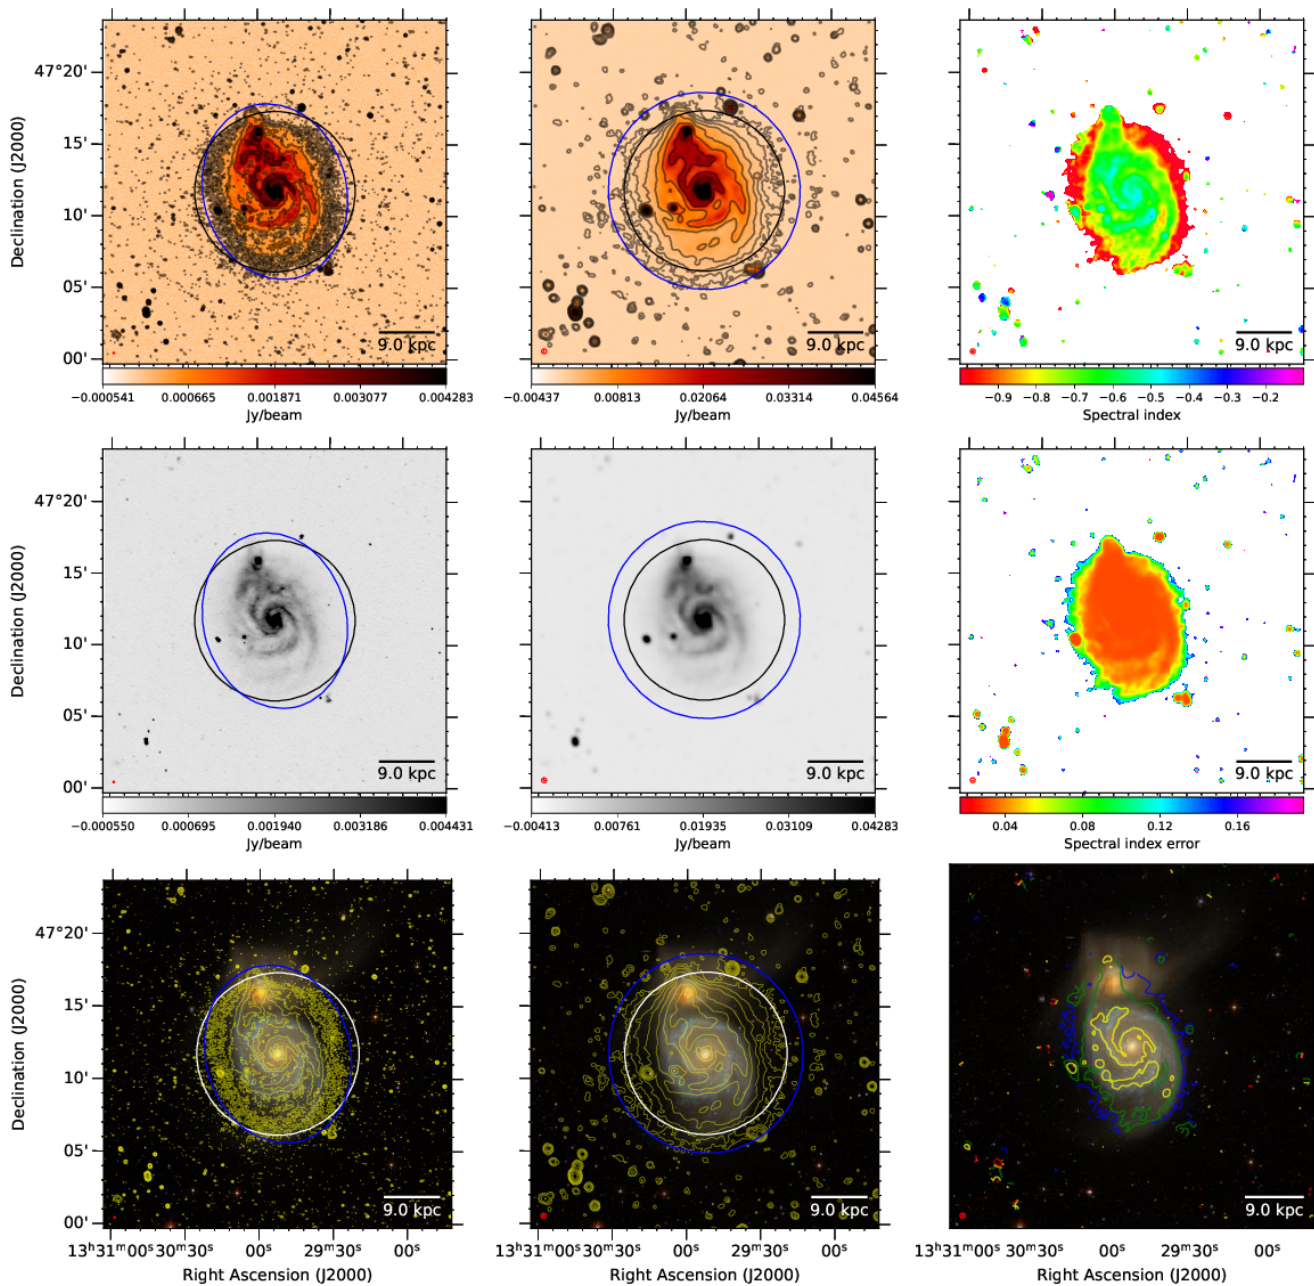 Declination (J2000)
47°20'
15'
10'
05'
00'
9.0 kpc
9.0 kpc
9.0 kpc
−0.000541 0.000665 0.001871 0.003077 0.004283
Jy/beam
−0.00437 0.00813 0.02064 0.03314 0.04564
Jy/beam
−0.9 −0.8 −0.7 −0.6 −0.5 −0.4 −0.3 −0.2
Spectral index
Declination (J2000)
47°20'
15'
10'
05'
00'
9.0 kpc
9.0 kpc
9.0 kpc
−0.000550 0.000695 0.001940 0.003186 0.004431
Jy/beam
−0.00413 0.00761 0.01935 0.03109 0.04283
Jy/beam
0.04 0.08 0.12 0.16
Spectral index error
Declination (J2000)
47°20'
15'
10'
05'
00'
9.0 kpc
9.0 kpc
9.0 kpc
13ʰ31ᵐ00ˢ 30ᵐ30ˢ 00ˢ 29ᵐ30ˢ 00ˢ
13ʰ31ᵐ00ˢ 30ᵐ30ˢ 00ˢ 29ᵐ30ˢ 00ˢ
13ʰ31ᵐ00ˢ 30ᵐ30ˢ 00ˢ 29ᵐ30ˢ 00ˢ
Right Ascension (J2000)
Right Ascension (J2000)
Right Ascension (J2000)